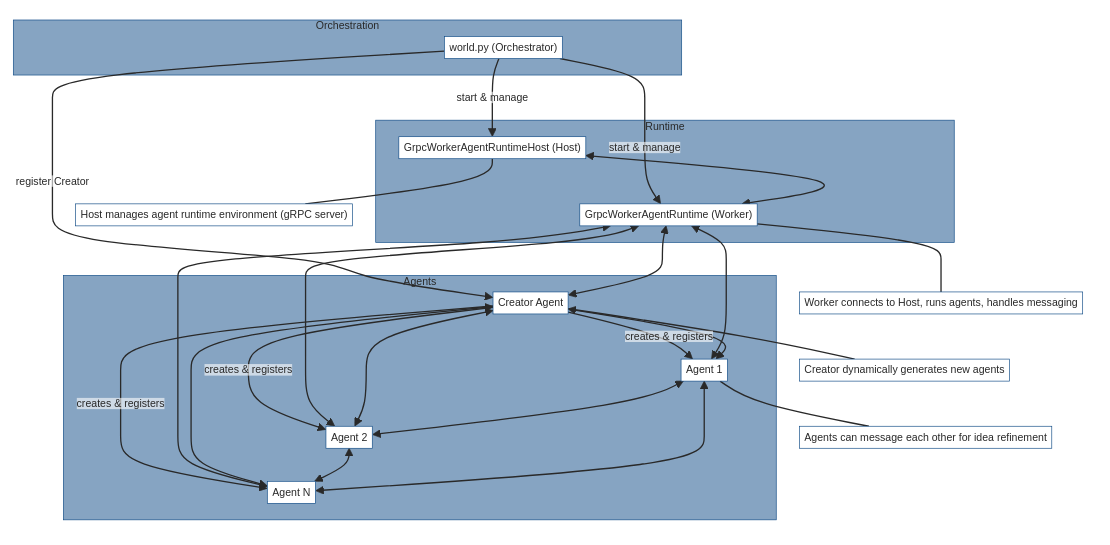 Orchestration
world.py (Orchestrator)
start & manage
Runtime
GrpcWorkerAgentRuntimeHost (Host)
start & manage
register Creator
Host manages agent runtime environment (gRPC server)
GrpcWorkerAgentRuntime (Worker)
Agents
Creator Agent
Worker connects to Host, runs agents, handles messaging
creates & registers
creates & registers
Agent 1
Creator dynamically generates new agents
creates & registers
Agent 2
Agents can message each other for idea refinement
Agent N